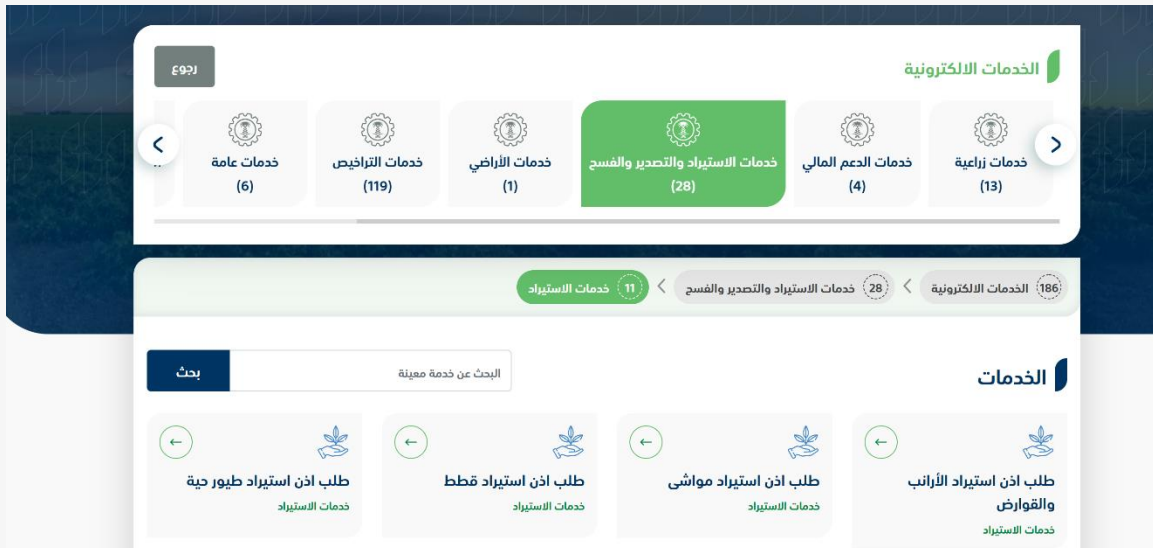 الخدمات الالكترونية
رجوع
خدمات زراعية
(13)
خدمات الدعم المالي
(4)
خدمات الاستيراد والتصدير والفسح
(28)
خدمات الأراضي
(1)
خدمات التراخيص
(119)
خدمات عامة
(6)
186 الخدمات الالكترونية
28 خدمات الاستيراد والتصدير والفسح
11 خدمات الاستيراد
الخدمات
البحث عن خدمة معينة
بحث
طلب اذن استيراد الأرانب
والقوارض
خدمات الاستيراد
طلب اذن استيراد مواشى
خدمات الاستيراد
طلب اذن استيراد قطط
خدمات الاستيراد
طلب اذن استيراد طيور حية
خدمات الاستيراد